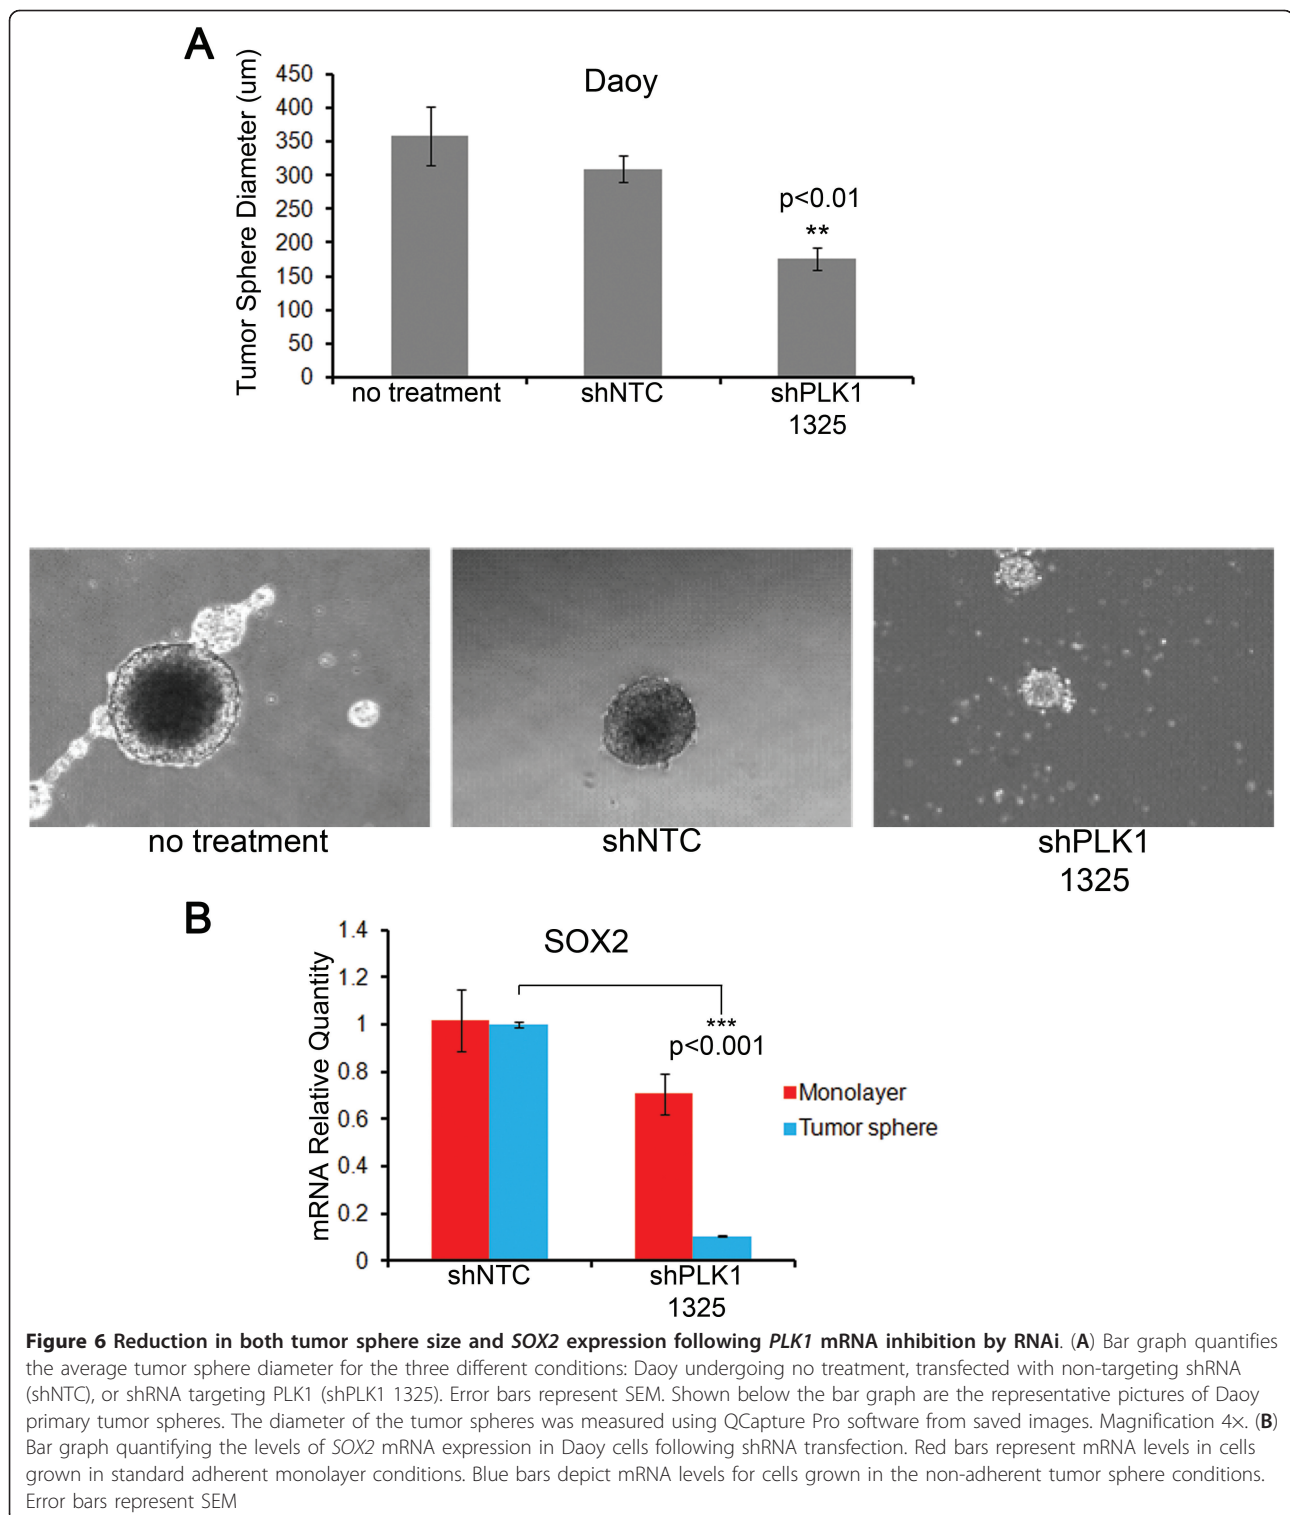 A
Tumor Sphere Diameter (um)
450
400
350
300
250
200
150
100
50
0
Daoy
p<0.01
**
no treatment
shNTC
shPLK1
1325
no treatment
shNTC
shPLK1
1325
B
mRNA Relative Quantity
1.4
1.2
1
0.8
0.6
0.4
0.2
0
SOX2
***
p<0.001
Monolayer
Tumor sphere
shNTC
shPLK1
1325
Figure 6 Reduction in both tumor sphere size and SOX2 expression following PLK1 mRNA inhibition by RNAi. (A) Bar graph quantifies
the average tumor sphere diameter for the three different conditions: Daoy undergoing no treatment, transfected with non-targeting shRNA
(shNTC), or shRNA targeting PLK1 (shPLK1 1325). Error bars represent SEM. Shown below the bar graph are the representative pictures of Daoy
primary tumor spheres. The diameter of the tumor spheres was measured using QCapture Pro software from saved images. Magnification 4×. (B)
Bar graph quantifying the levels of SOX2 mRNA expression in Daoy cells following shRNA transfection. Red bars represent mRNA levels in cells
grown in standard adherent monolayer conditions. Blue bars depict mRNA levels for cells grown in the non-adherent tumor sphere conditions.
Error bars represent SEM